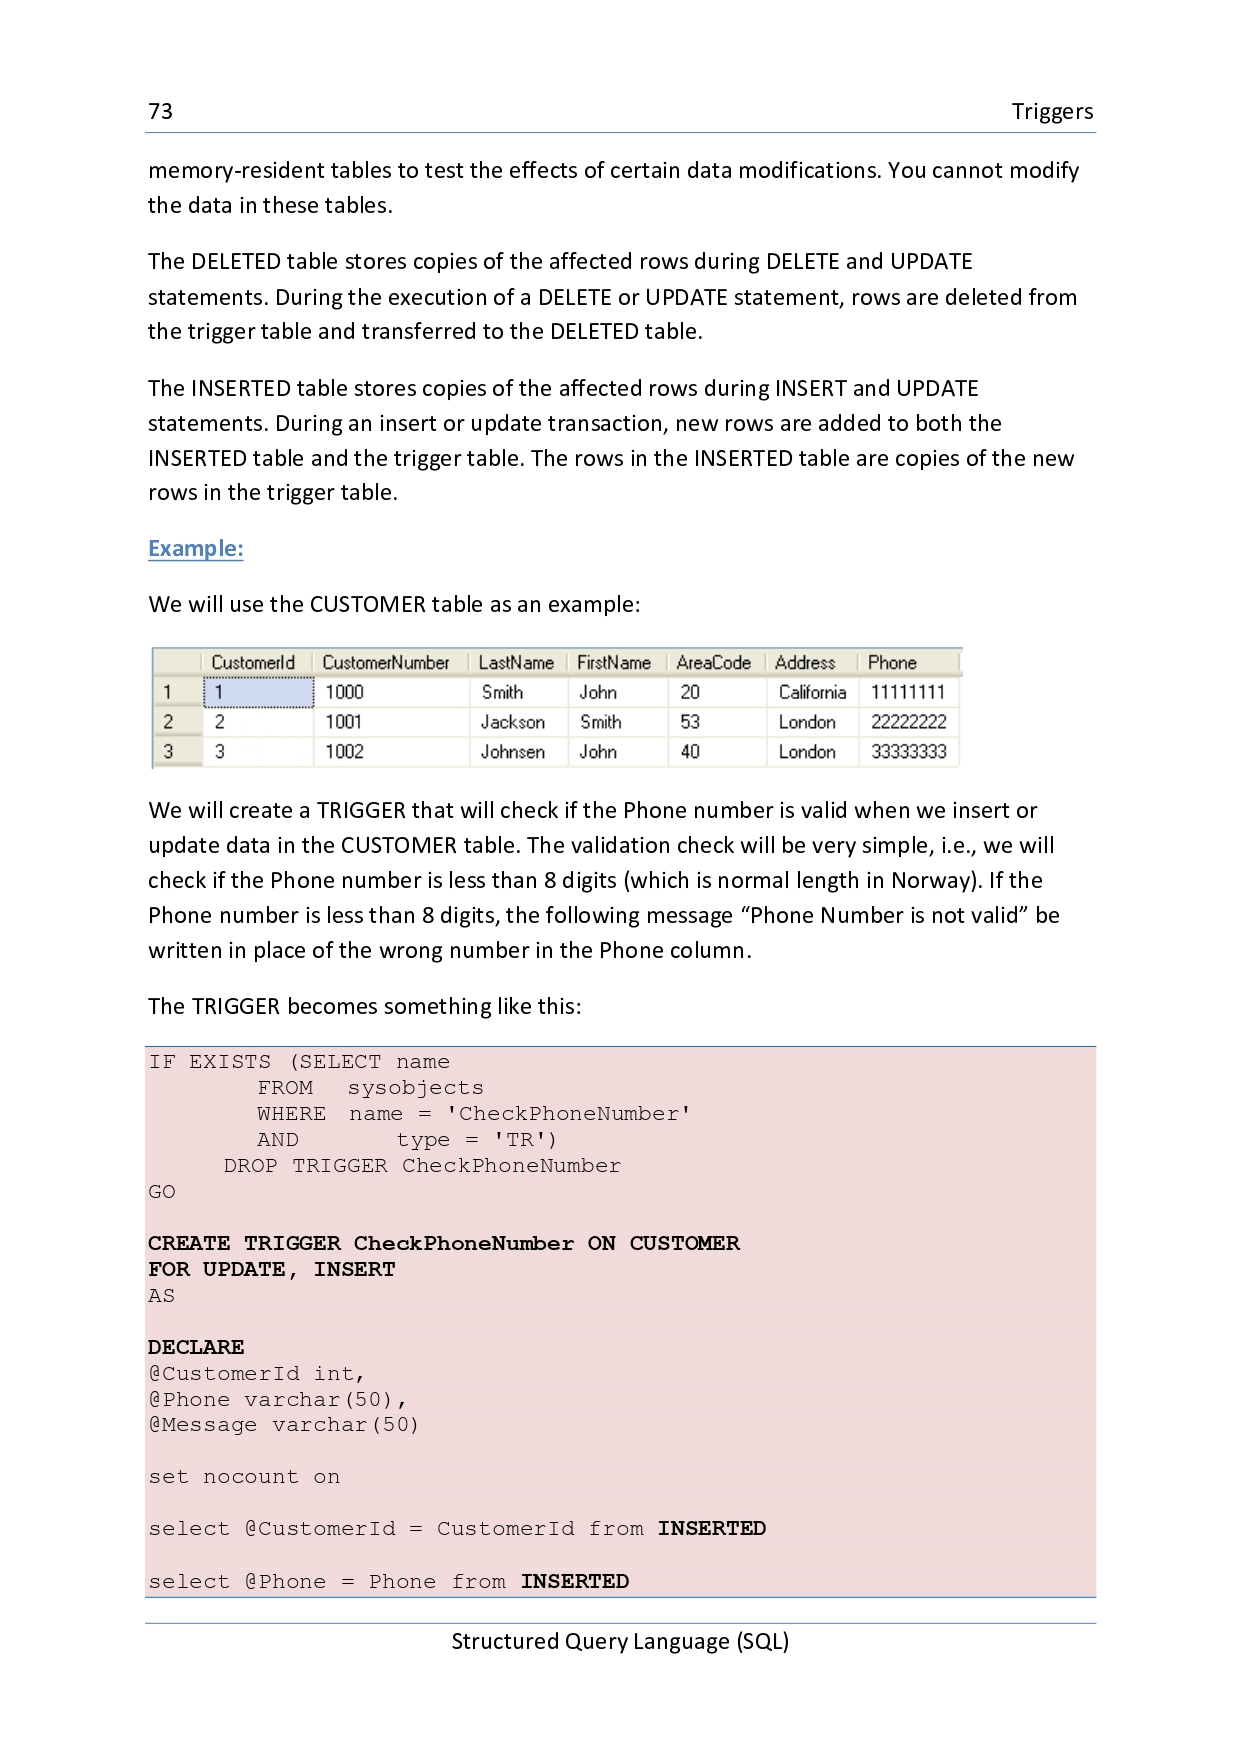 73 Triggers
memory-resident tables to test the effects of certain data modifications. You cannot modify
the data in these tables.
The DELETED table stores copies of the affected rows during DELETE and UPDATE
statements. During the execution of a DELETE or UPDATE statement, rows are deleted from
the trigger table and transferred to the DELETED table.
The INSERTED table stores copies of the affected rows during INSERT and UPDATE
statements. During an insert or update transaction, new rows are added to both the
INSERTED table and the trigger table. The rows in the INSERTED table are copies of the new
rows in the trigger table.
Example:
We will use the CUSTOMER table as an example:
CustomerId CustomerNumber LastName FirstName AreaCode Address Phone
1 1 1000 Smith John 20 California 11111111
2 2 1001 Jackson Smith 53 London 22222222
3 3 1002 Johnsen John 40 London 33333333
We will create a TRIGGER that will check if the Phone number is valid when we insert or
update data in the CUSTOMER table. The validation check will be very simple, i.e., we will
check if the Phone number is less than 8 digits (which is normal length in Norway). If the
Phone number is less than 8 digits, the following message “Phone Number is not valid” be
written in place of the wrong number in the Phone column.
The TRIGGER becomes something like this:
IF EXISTS (SELECT name
FROM sysobjects
WHERE name = 'CheckPhoneNumber'
AND type = 'TR')
DROP TRIGGER CheckPhoneNumber
GO
CREATE TRIGGER CheckPhoneNumber ON CUSTOMER
FOR UPDATE, INSERT
AS
DECLARE
@CustomerId int,
@Phone varchar(50),
@Message varchar(50)
set nocount on
select @CustomerId = CustomerId from INSERTED
select @Phone = Phone from INSERTED
Structured Query Language (SQL)